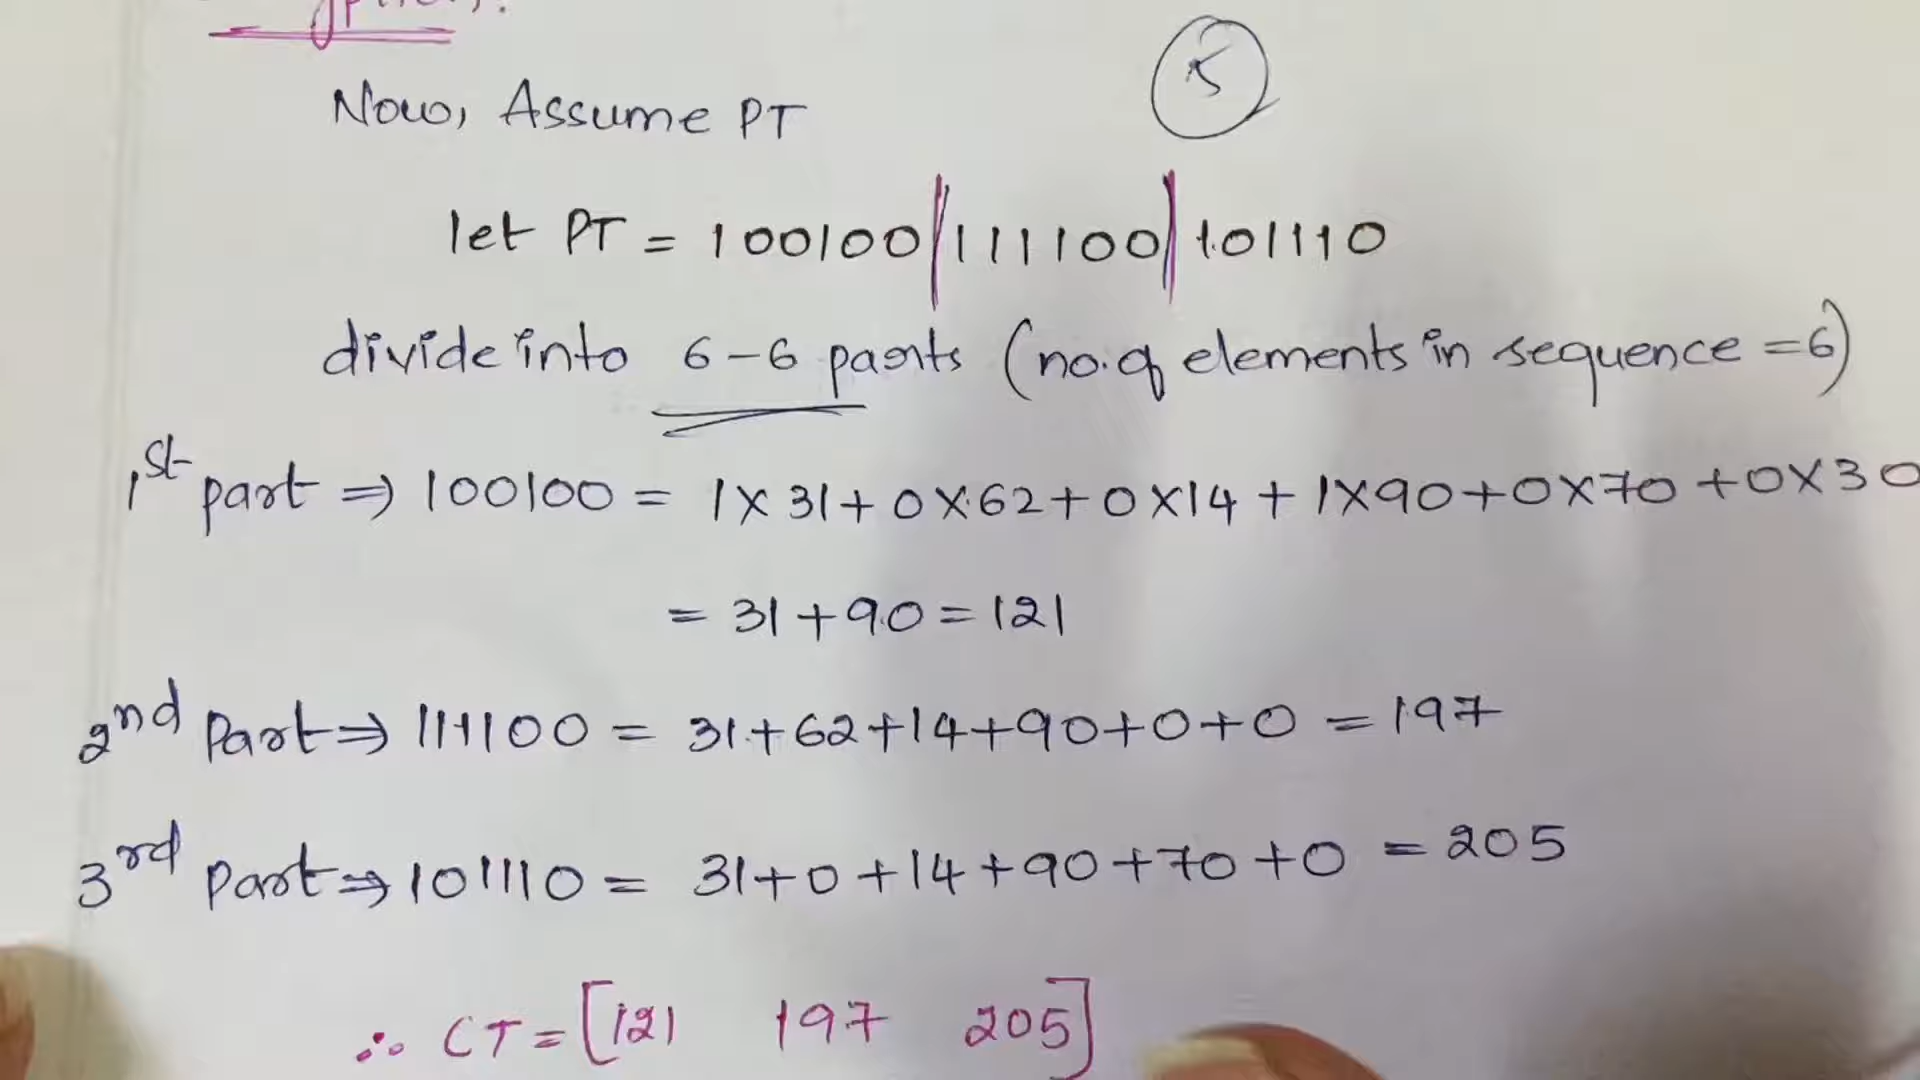 5
Now, Assume PT
let PT = 100100|111100|101110
divide into 6-6 parts (no. of elements in sequence = 6)
1st part ⇒ 100100 = 1×31+0×62+0×14+1×90+0×70+0×30
= 31+90=121
2nd Part ⇒ 111100 = 31+62+14+90+0+0 = 197
3rd Part ⇒ 101110 = 31+0+14+90+70+0 = 205
∴ CT = [121 197 205]